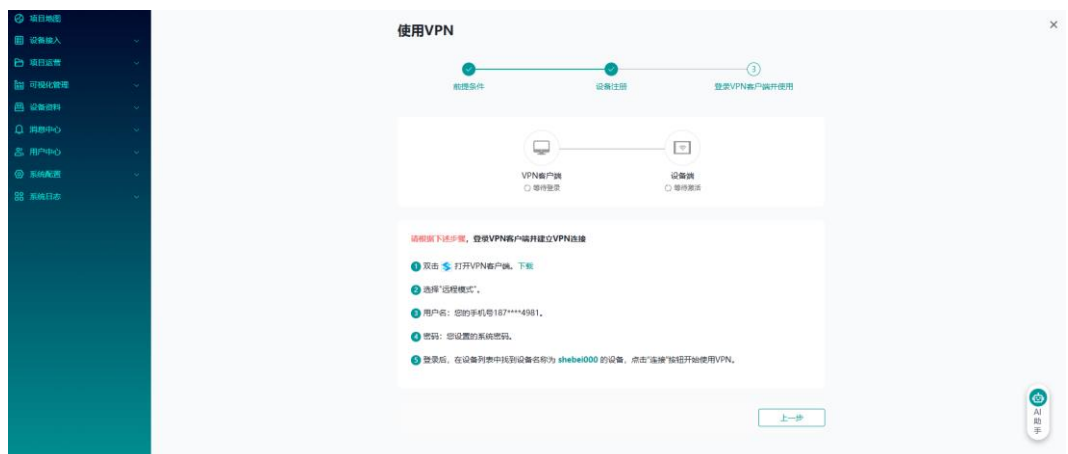 项目地图
设备接入
项目运营
可视化管理
设备资料
消息中心
用户中心
系统配置
系统日志
使用VPN
前提条件
设备注册
3
登录VPN客户端并使用
VPN客户端
等待登录
设备端
等待激活
请根据下述步骤，登录VPN客户端并建立VPN连接
1 双击 打开VPN客户端。下载
2 选择"远程模式"。
3 用户名：您的手机号187****4981。
4 密码：您设置的系统密码。
5 登录后，在设备列表中找到设备名称为 shebei000 的设备，点击"连接"按钮开始使用VPN。
上一步
AI
助
手